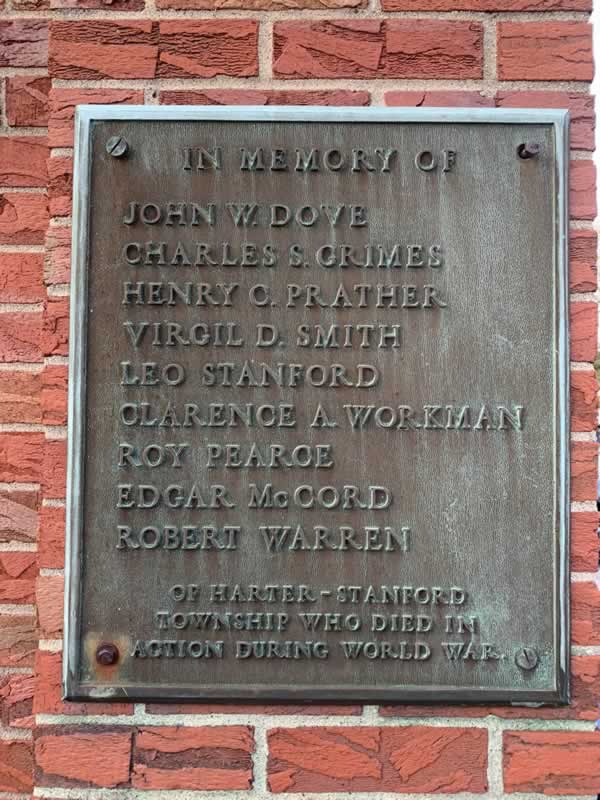 IN MEMORY OF
JOHN W. DOVE
CHARLES S. GRIMES
HENRY C. PRATHER
VIRGIL D. SMITH
LEO STANFORD
CLARENCE A. WORKMAN
ROY PEARCE
EDGAR McCORD
ROBERT WARREN
OF HARTER-STANFORD
TOWNSHIP WHO DIED IN
ACTION DURING WORLD WAR.